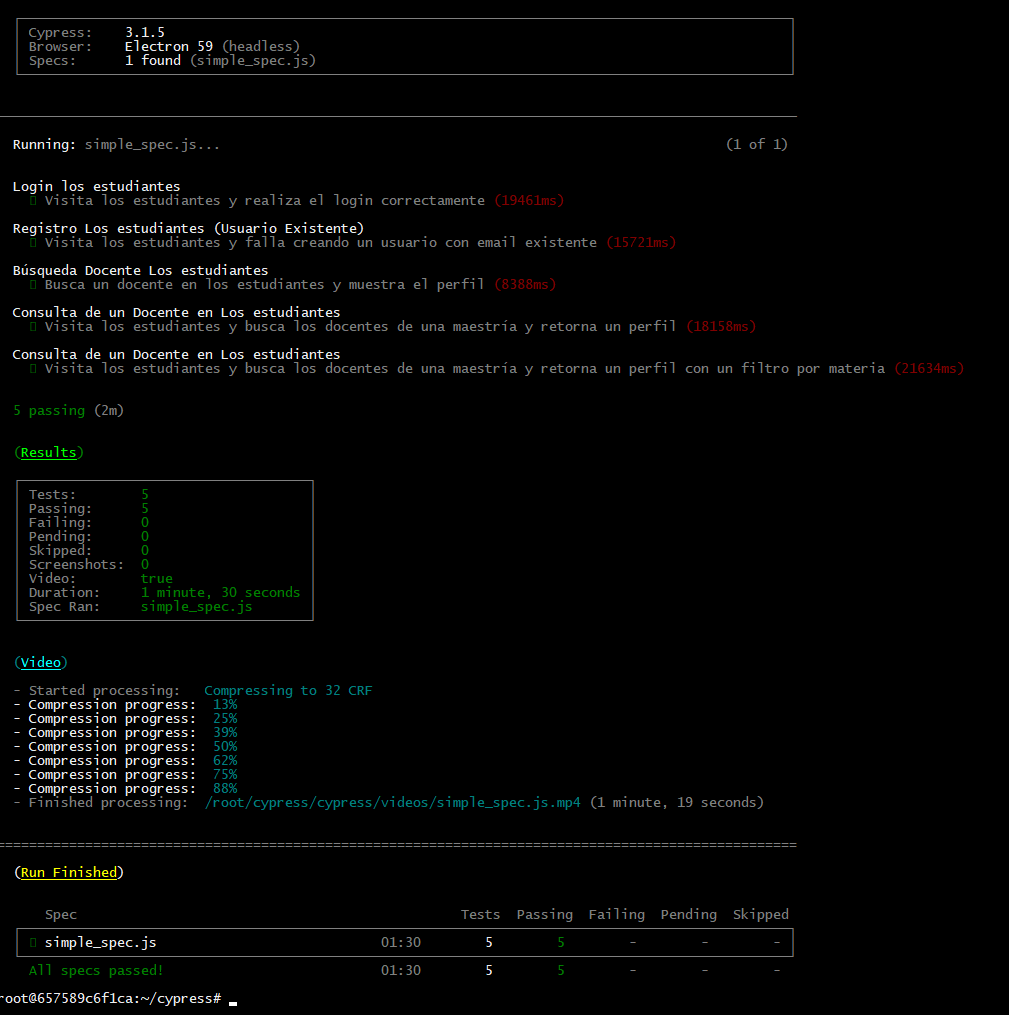 Cypress: 3.1.5
Browser: Electron 59 (headless)
Specs: 1 found (simple_spec.js)
Running: simple_spec.js... (1 of 1)
Login los estudiantes
Visita los estudiantes y realiza el login correctamente (19461ms)
Registro Los estudiantes (Usuario Existente)
Visita los estudiantes y falla creando un usuario con email existente (15721ms)
Búsqueda Docente Los estudiantes
Busca un docente en los estudiantes y muestra el perfil (8388ms)
Consulta de un Docente en Los estudiantes
Visita los estudiantes y busca los docentes de una maestría y retorna un perfil (18158ms)
Consulta de un Docente en Los estudiantes
Visita los estudiantes y busca los docentes de una maestría y retorna un perfil con un filtro por materia (21634ms)
5 passing (2m)
(Results)
Tests: 5
Passing: 5
Failing: 0
Pending: 0
Skipped: 0
Screenshots: 0
Video: true
Duration: 1 minute, 30 seconds
Spec Ran: simple_spec.js
(Video)
- Started processing: Compressing to 32 CRF
- Compression progress: 13%
- Compression progress: 25%
- Compression progress: 39%
- Compression progress: 50%
- Compression progress: 62%
- Compression progress: 75%
- Compression progress: 88%
- Finished processing: /root/cypress/cypress/videos/simple_spec.js.mp4 (1 minute, 19 seconds)
(Run Finished)
Spec Tests Passing Failing Pending Skipped
simple_spec.js 01:30 5 5 - - -
All specs passed! 01:30 5 5 - - -
root@657589c6f1ca:~/cypress#